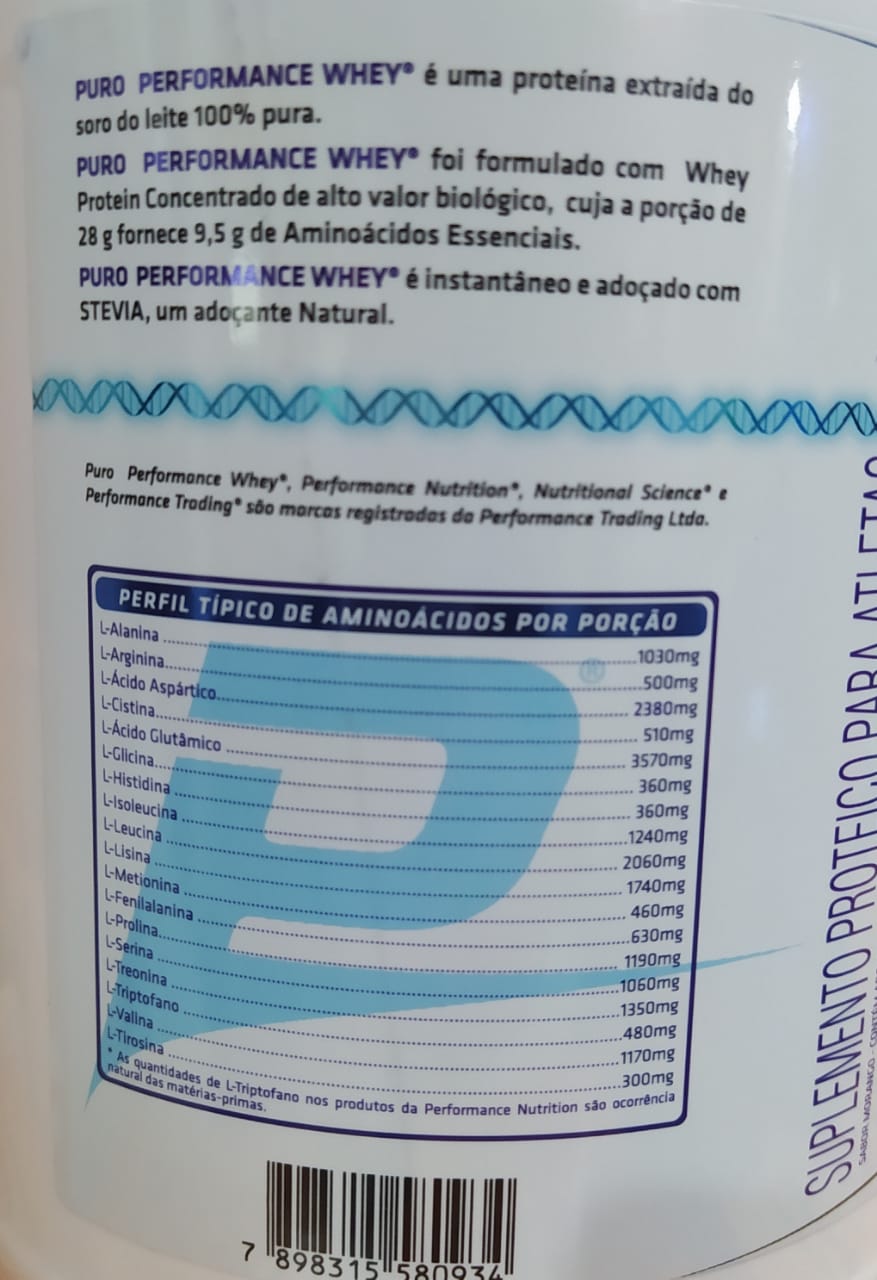 PURO PERFORMANCE WHEY® é uma proteína extraída do
soro do leite 100% pura.
PURO PERFORMANCE WHEY® foi formulado com Whey
Protein Concentrado de alto valor biológico, cuja a porção de
28 g fornece 9,5 g de Aminoácidos Essenciais.
PURO PERFORMANCE WHEY® é instantâneo e adoçado com
STEVIA, um adoçante Natural.
Puro Performance Whey®, Performance Nutrition®, Nutritional Science® e
Performance Trading® são marcas registradas da Performance Trading Ltda.
PERFIL TÍPICO DE AMINOÁCIDOS POR PORÇÃO
L-Alanina ........ 1030mg
L-Arginina ........ 500mg
L-Ácido Aspártico ........ 2380mg
L-Cistina ........ 510mg
L-Ácido Glutâmico ........ 3570mg
L-Glicina ........ 360mg
L-Histidina ........ 360mg
L-Isoleucina ........ 1240mg
L-Leucina ........ 2060mg
L-Lisina ........ 1740mg
L-Metionina ........ 460mg
L-Fenilalanina ........ 630mg
L-Prolina ........ 1190mg
L-Serina ........ 1060mg
L-Treonina ........ 1350mg
L-Triptofano ........ 480mg
L-Valina ........ 1170mg
L-Tirosina ........ 300mg
* As quantidades de L-Triptofano nos produtos da Performance Nutrition são ocorrência
natural das matérias-primas.
7 898315 580934
SUPLEMENTO PROTEICO PARA ATLETAS
SABOR MORANGO -